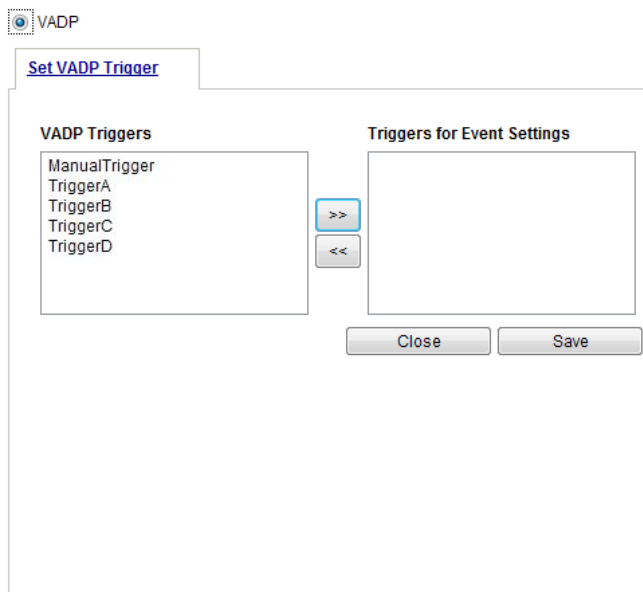 VADP
Set VADP Trigger
VADP Triggers
Triggers for Event Settings
ManualTrigger
TriggerA
TriggerB
TriggerC
TriggerD
>>
<<
Close
Save